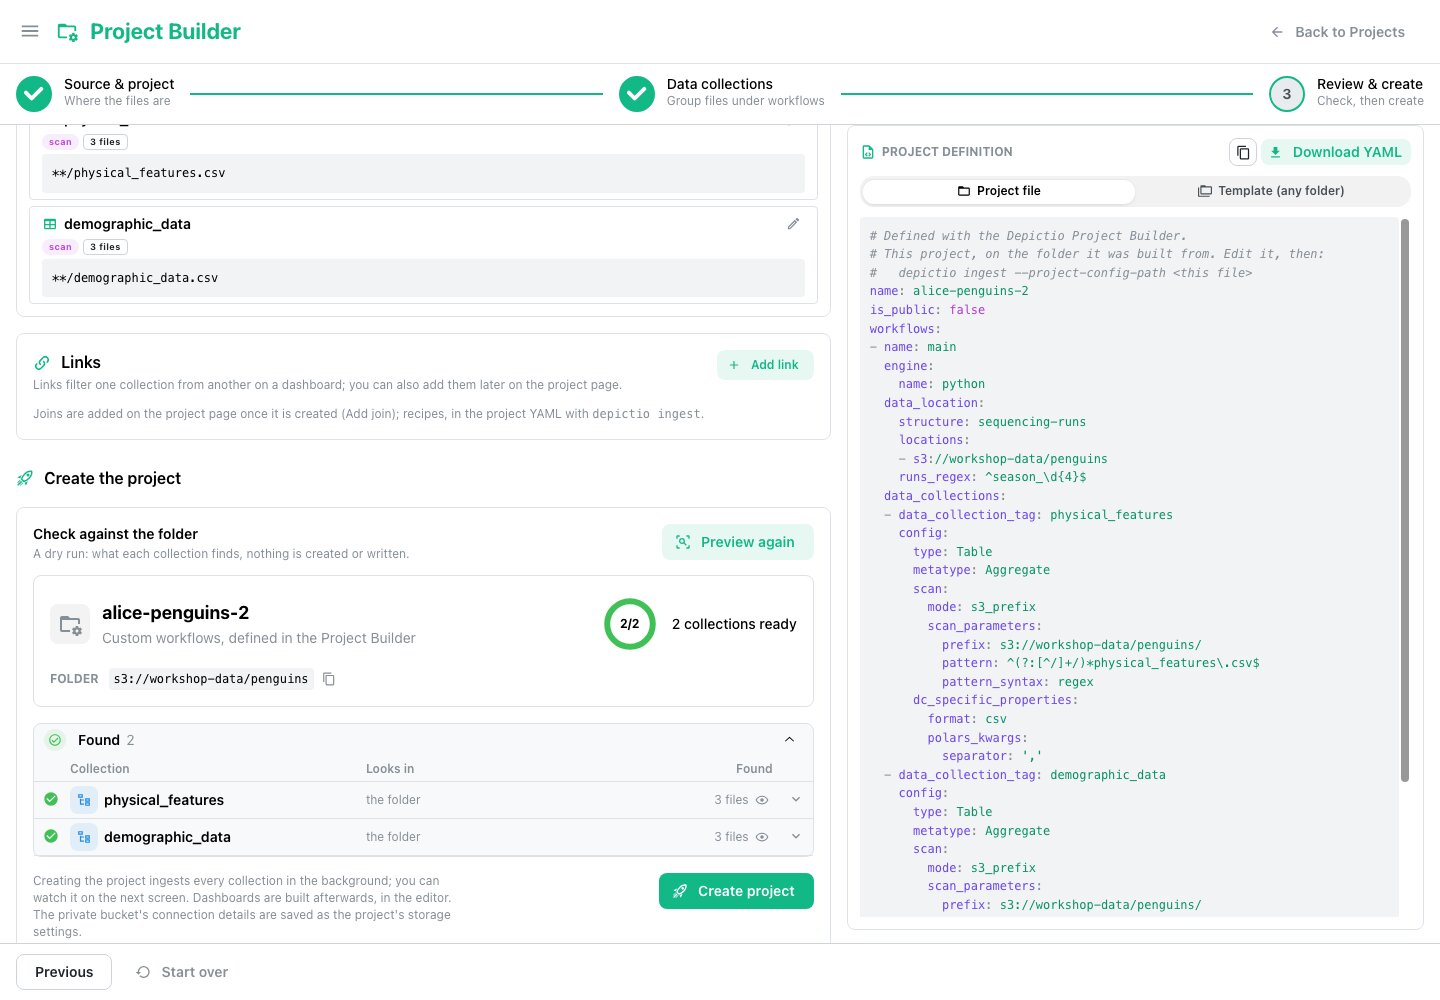 Project Builder
Back to Projects
Source & project
Where the files are
Data collections
Group files under workflows
3
Review & create
Check, then create
scan
3 files
**/physical_features.csv
demographic_data
scan
3 files
**/demographic_data.csv
Links
Add link
Links filter one collection from another on a dashboard; you can also add them later on the project page.
Joins are added on the project page once it is created (Add join); recipes, in the project YAML with depictio ingest.
Create the project
Check against the folder
A dry run: what each collection finds, nothing is created or written.
Preview again
alice-penguins-2
Custom workflows, defined in the Project Builder
2/2
2 collections ready
FOLDER s3://workshop-data/penguins
Found 2
Collection Looks in Found
physical_features the folder 3 files
demographic_data the folder 3 files
Creating the project ingests every collection in the background; you can
watch it on the next screen. Dashboards are built afterwards, in the editor.
The private bucket's connection details are saved as the project's storage
settings.
Create project
PROJECT DEFINITION
Download YAML
Project file
Template (any folder)
# Defined with the Depictio Project Builder.
# This project, on the folder it was built from. Edit it, then:
#   depictio ingest --project-config-path <this file>
name: alice-penguins-2
is_public: false
workflows:
- name: main
  engine:
    name: python
  data_location:
    structure: sequencing-runs
    locations:
    - s3://workshop-data/penguins
    runs_regex: ^season_\d{4}$
  data_collections:
  - data_collection_tag: physical_features
    config:
      type: Table
      metatype: Aggregate
      scan:
        mode: s3_prefix
        scan_parameters:
          prefix: s3://workshop-data/penguins/
          pattern: ^(?:[^/]+/)*physical_features\.csv$
          pattern_syntax: regex
      dc_specific_properties:
        format: csv
        polars_kwargs:
          separator: ','
  - data_collection_tag: demographic_data
    config:
      type: Table
      metatype: Aggregate
      scan:
        mode: s3_prefix
        scan_parameters:
          prefix: s3://workshop-data/penguins/
Previous
Start over